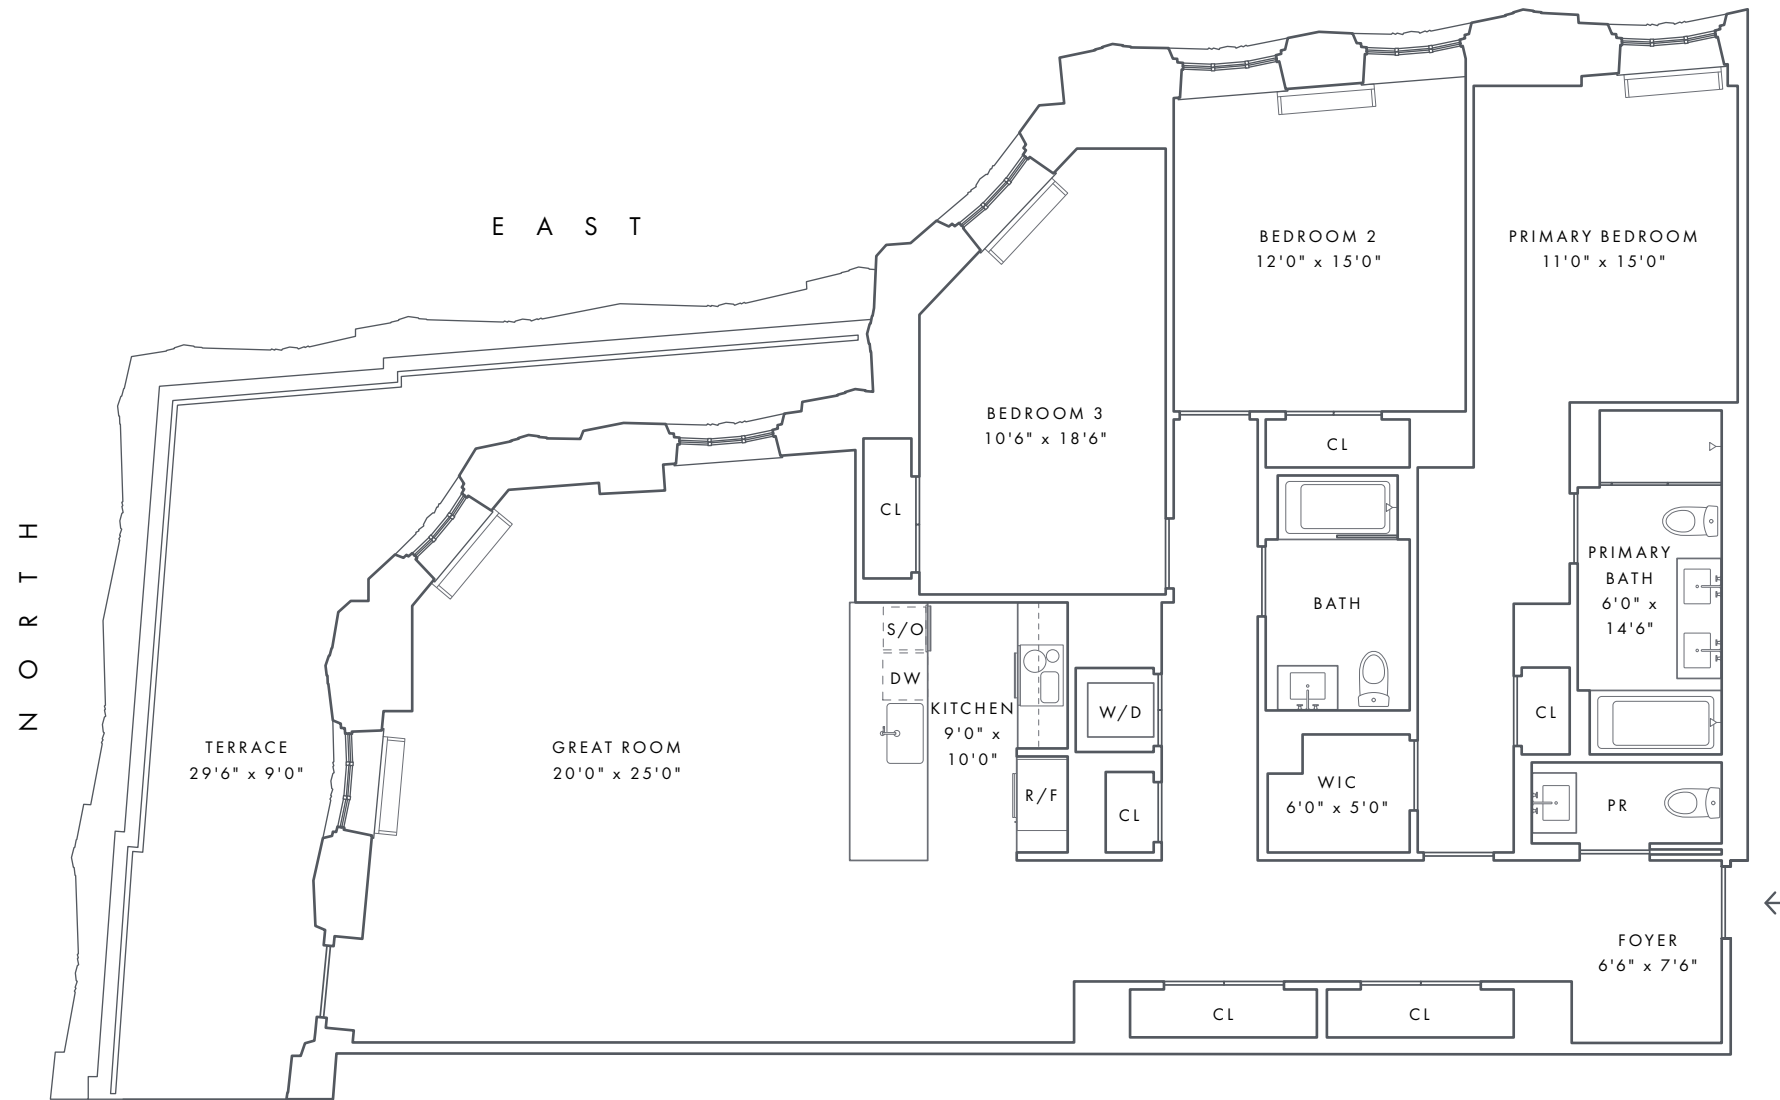 EAST
NORTH
BEDROOM 2
12'0" x 15'0"
PRIMARY BEDROOM
11'0" x 15'0"
BEDROOM 3
10'6" x 18'6"
CL
CL
PRIMARY
BATH
6'0" x
14'6"
BATH
S/O
DW
KITCHEN
9'0" x
10'0"
W/D
CL
TERRACE
29'6" x 9'0"
GREAT ROOM
20'0" x 25'0"
R/F
CL
WIC
6'0" x 5'0"
PR
FOYER
6'6" x 7'6"
CL
CL